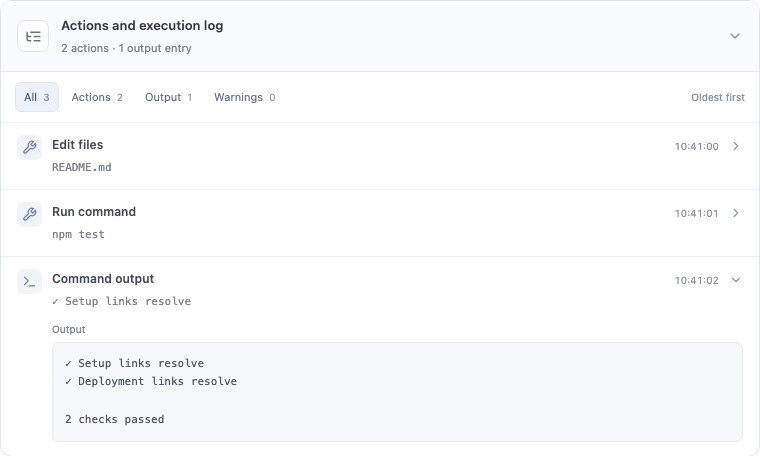 Actions and execution log
2 actions · 1 output entry
All 3 Actions 2 Output 1 Warnings 0 Oldest first
Edit files 10:41:00
README.md
Run command 10:41:01
npm test
Command output 10:41:02
✓ Setup links resolve
Output
✓ Setup links resolve
✓ Deployment links resolve
2 checks passed